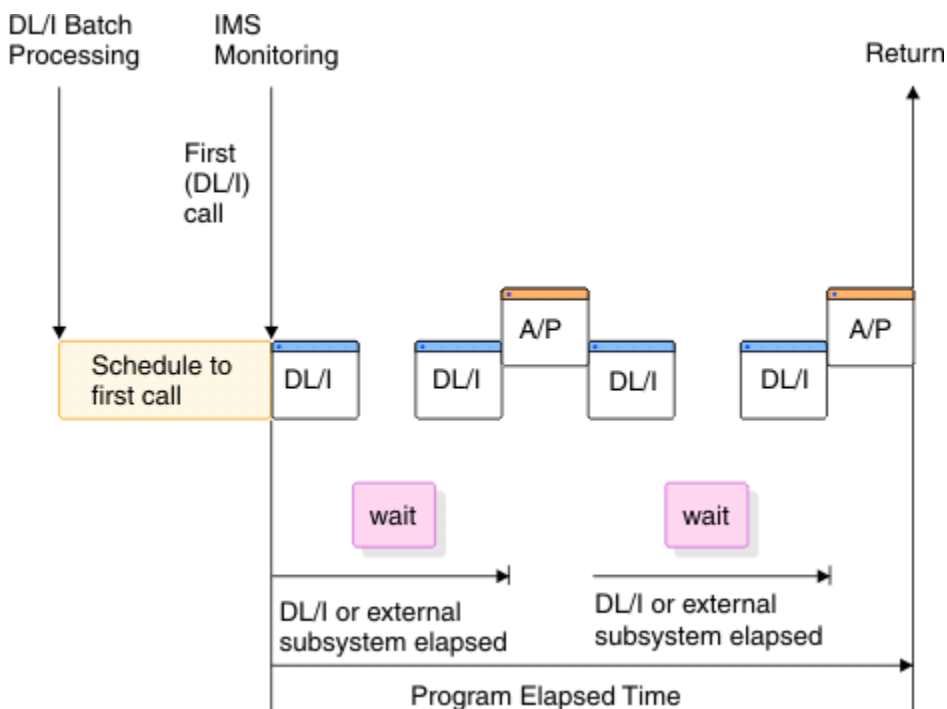 DL/I Batch
Processing
IMS
Monitoring
Return
First
(DL/I)
call
A/P
A/P
Schedule to
first call
DL/I
DL/I
DL/I
DL/I
wait
wait
DL/I or external
subsystem elapsed
DL/I or external
subsystem elapsed
Program Elapsed Time